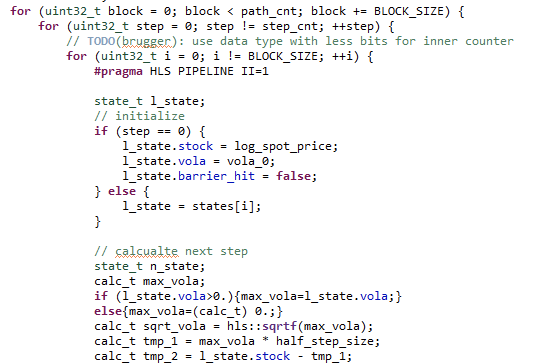 for (uint32_t block = 0; block < path_cnt; block += BLOCK_SIZE) {
    for (uint32_t step = 0; step != step_cnt; ++step) {
        // TODO(brugger): use data type with less bits for inner counter
        for (uint32_t i = 0; i != BLOCK_SIZE; ++i) {
            #pragma HLS PIPELINE II=1

            state_t l_state;
            // initialize
            if (step == 0) {
                l_state.stock = log_spot_price;
                l_state.vola = vola_0;
                l_state.barrier_hit = false;
            } else {
                l_state = states[i];
            }

            // calcualte next step
            state_t n_state;
            calc_t max_vola;
            if (l_state.vola>0.){max_vola=l_state.vola;}
            else{max_vola=(calc_t) 0.;}
            calc_t sqrt_vola = hls::sqrtf(max_vola);
            calc_t tmp_1 = max_vola * half_step_size;
            calc_t tmp_2 = l_state.stock - tmp_1;